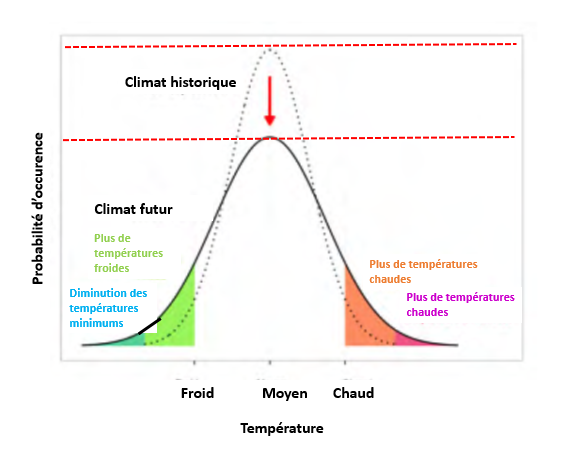 Climat historique
Probabilité d'occurence
Climat futur
Plus de
températures
froides
Diminution des
températures
minimums
Plus de températures
chaudes
Plus de températures
chaudes
Froid
Moyen
Chaud
Température